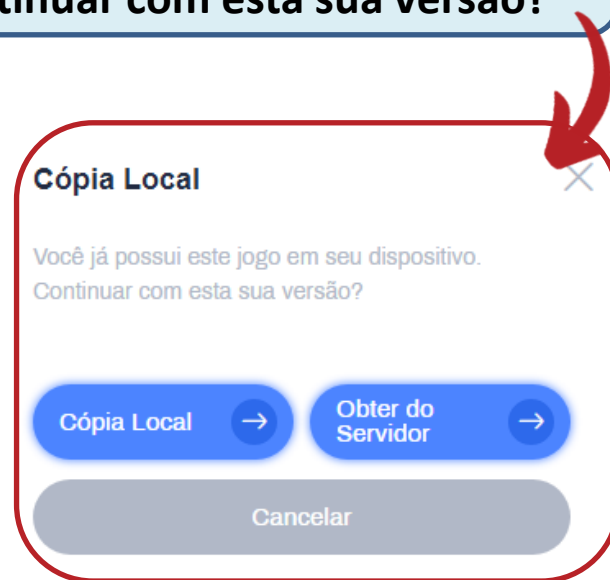 com esta sua versão?
Cópia Local
Você já possui este jogo em seu dispositivo.
Continuar com esta sua versão?
Cópia Local
Obter do
Servidor
Cancelar